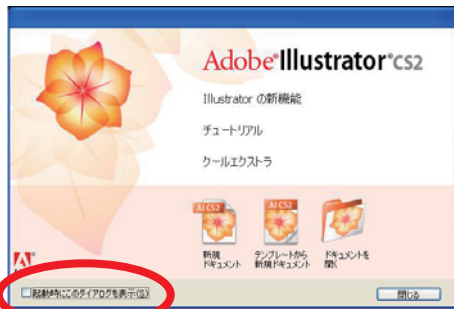 Adobe®Illustrator®CS2
Illustrator の新機能
チュートリアル
クールエクストラ
AI CS2
AI CS2
新規
ドキュメント
テンプレートから
新規ドキュメント
ドキュメントを
開く
起動時にこのダイアログを表示(S)
閉じる